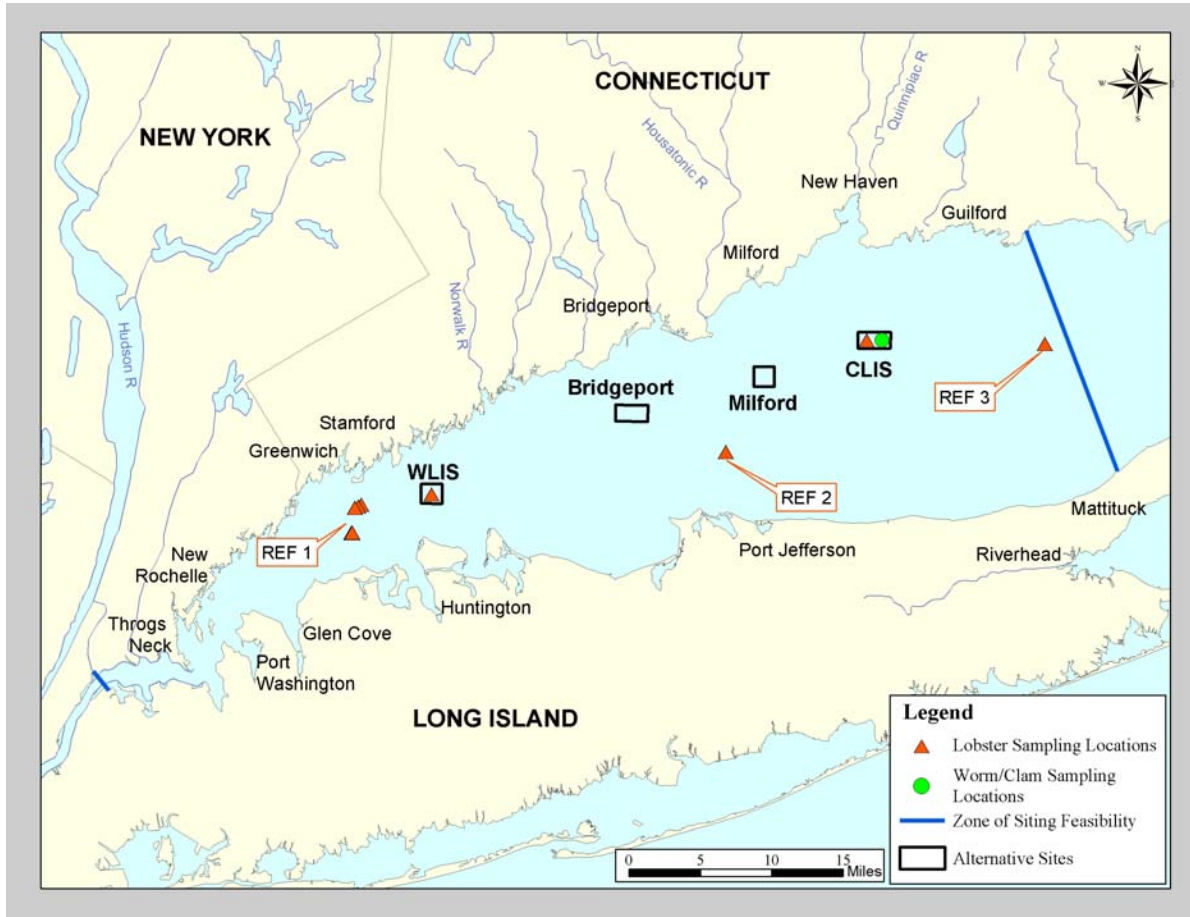 N
W
E
S
CONNECTICUT
NEW YORK
Quinnipiac R
Housatonic R
New Haven
Guilford
Milford
Norwalk R
Bridgeport
Hudson R
CLIS
Bridgeport
Milford
REF 3
Stamford
Greenwich
WLIS
REF 2
REF 1
Mattituck
Port Jefferson
New
Rochelle
Riverhead
Huntington
Throgs
Neck
Glen Cove
Port
Washington
LONG ISLAND
Legend
Lobster Sampling Locations
Worm/Clam Sampling
Locations
Zone of Siting Feasibility
Alternative Sites
0 5 10 15
Miles